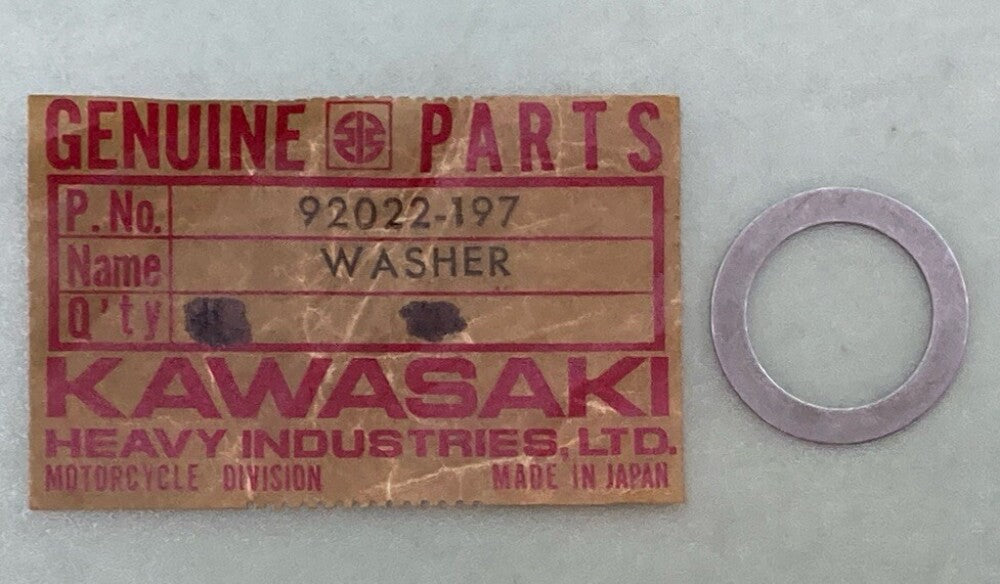 GENUINE PARTS
P.No. 92022-197
Name WASHER
Q'ty
KAWASAKI
HEAVY INDUSTRIES, LTD.
MOTORCYCLE DIVISION MADE IN JAPAN